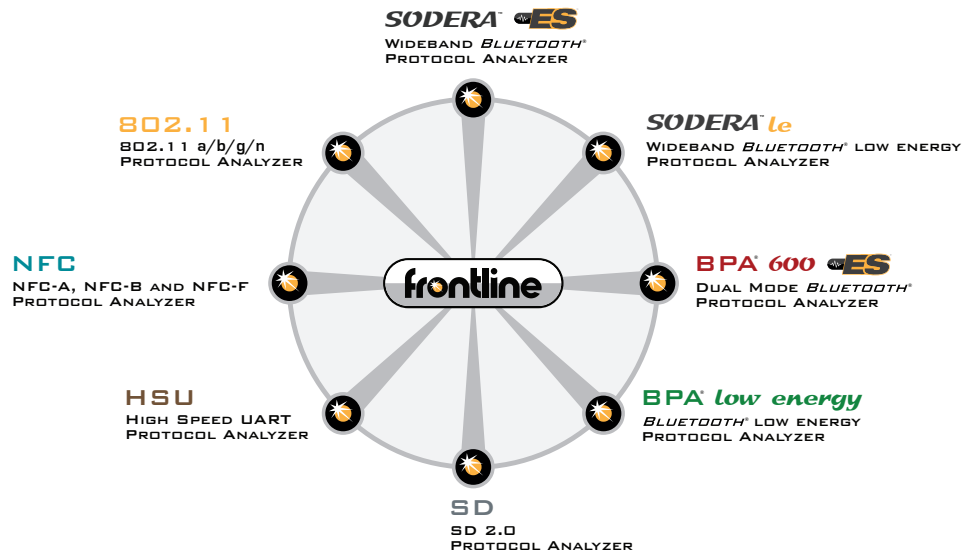 SODERA™ ES
WIDEBAND BLUETOOTH®
PROTOCOL ANALYZER
802.11
802.11 a/b/g/n
PROTOCOL ANALYZER
SODERA™ le
WIDEBAND BLUETOOTH® LOW ENERGY
PROTOCOL ANALYZER
NFC
NFC-A, NFC-B AND NFC-F
PROTOCOL ANALYZER
frontline
BPA® 600 ES
DUAL MODE BLUETOOTH®
PROTOCOL ANALYZER
HSU
HIGH SPEED UART
PROTOCOL ANALYZER
BPA® low energy
BLUETOOTH® LOW ENERGY
PROTOCOL ANALYZER
SD
SD 2.0
PROTOCOL ANALYZER